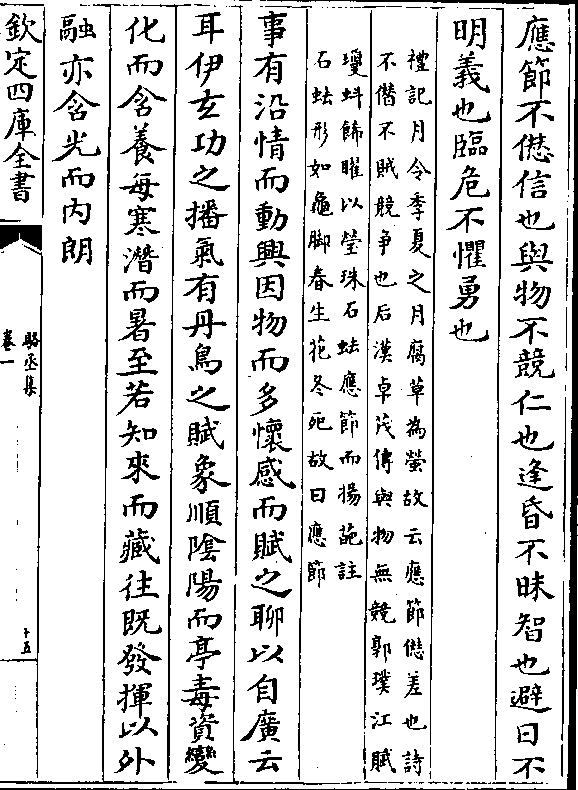 應節不愆信也與物不競仁也逢昏不昧智也避日不
明義也臨危不懼勇也
禮記月令季夏之月腐草為螢故云應節愆差也詩
不僭不賊競爭也后漢卓茂傳與物無競郭璞江賦
瓊蚌晞曜以瑩珠石蚨應節而揚葩註
石蚨形如龜脚春生花冬死故曰應節
事有沿情而動興因物而多懷感而賦之聊以自廣云
耳伊玄功之播氣有丹鳥之賦象順陰陽而亭毒資變
化而含養每寒潛而暑至若知來而藏往既發揮以外
融亦含光而內朗
欽定四庫全書
駱丞集
卷一
十五